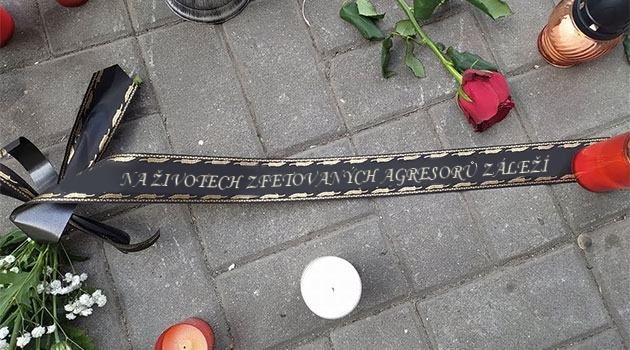 NA ŽIVOTECH ZFETOVANÝCH AGRESORŮ ZÁLEŽÍ